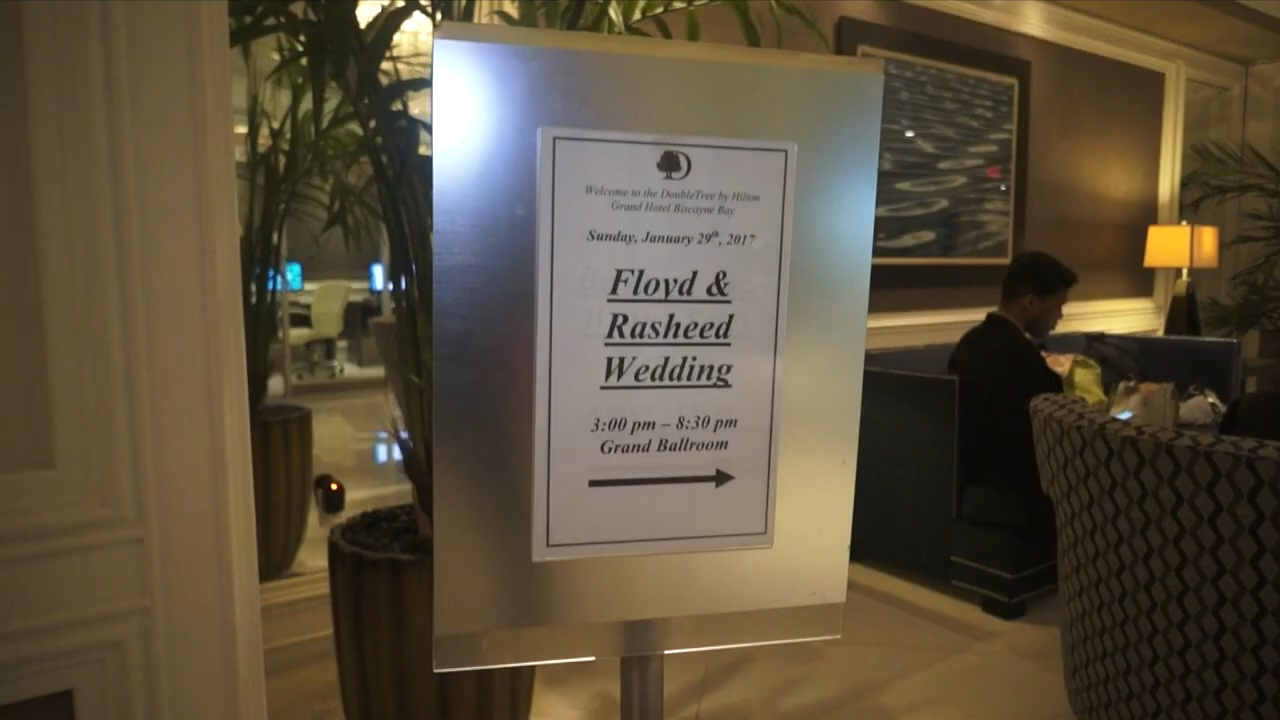 D
Welcome to the DoubleTree by Hilton
Grand Hotel Biscayne Bay
Sunday, January 29th, 2017
Floyd &
Rasheed
Wedding
3:00 pm – 8:30 pm
Grand Ballroom